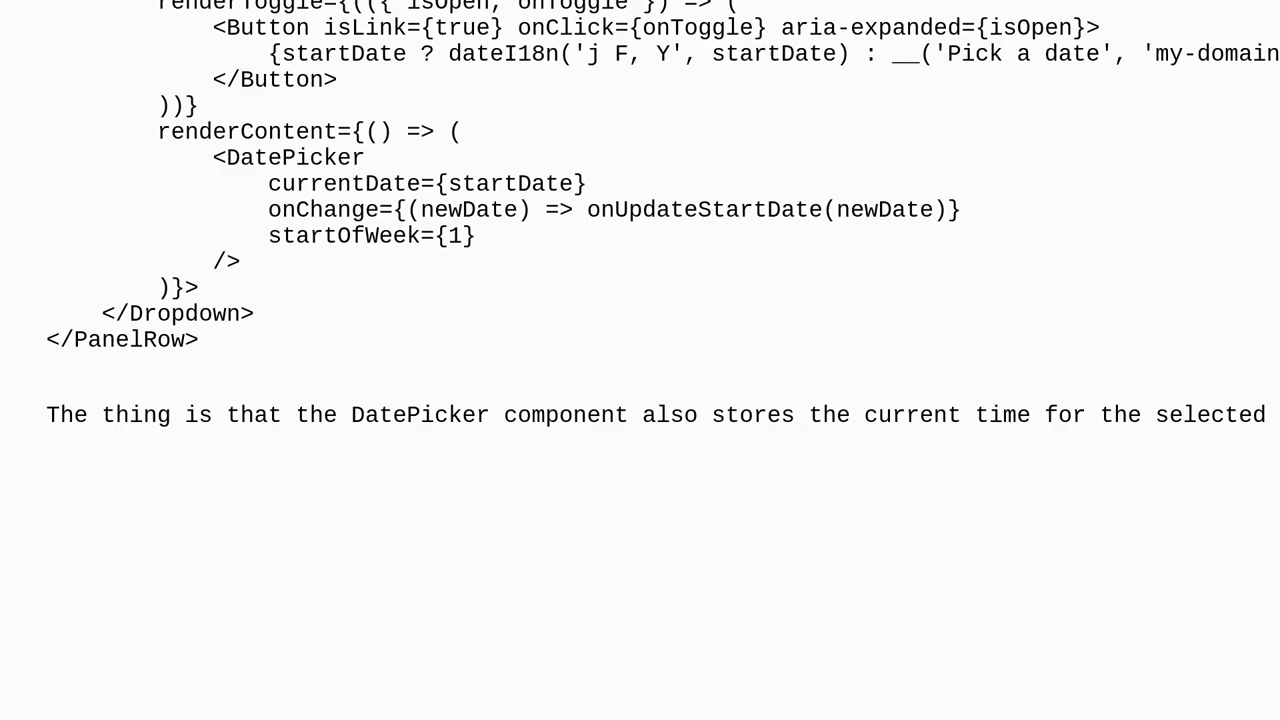 renderToggle={(({ isOpen, onToggle }) => (
<Button isLink={true} onClick={onToggle} aria-expanded={isOpen}>
{startDate ? dateI18n('j F, Y', startDate) : __('Pick a date', 'my-domain
</Button>
))}
renderContent={() => (
<DatePicker
currentDate={startDate}
onChange={(newDate) => onUpdateStartDate(newDate)}
startOfWeek={1}
/>
)}>
</Dropdown>
</PanelRow>
The thing is that the DatePicker component also stores the current time for the selected